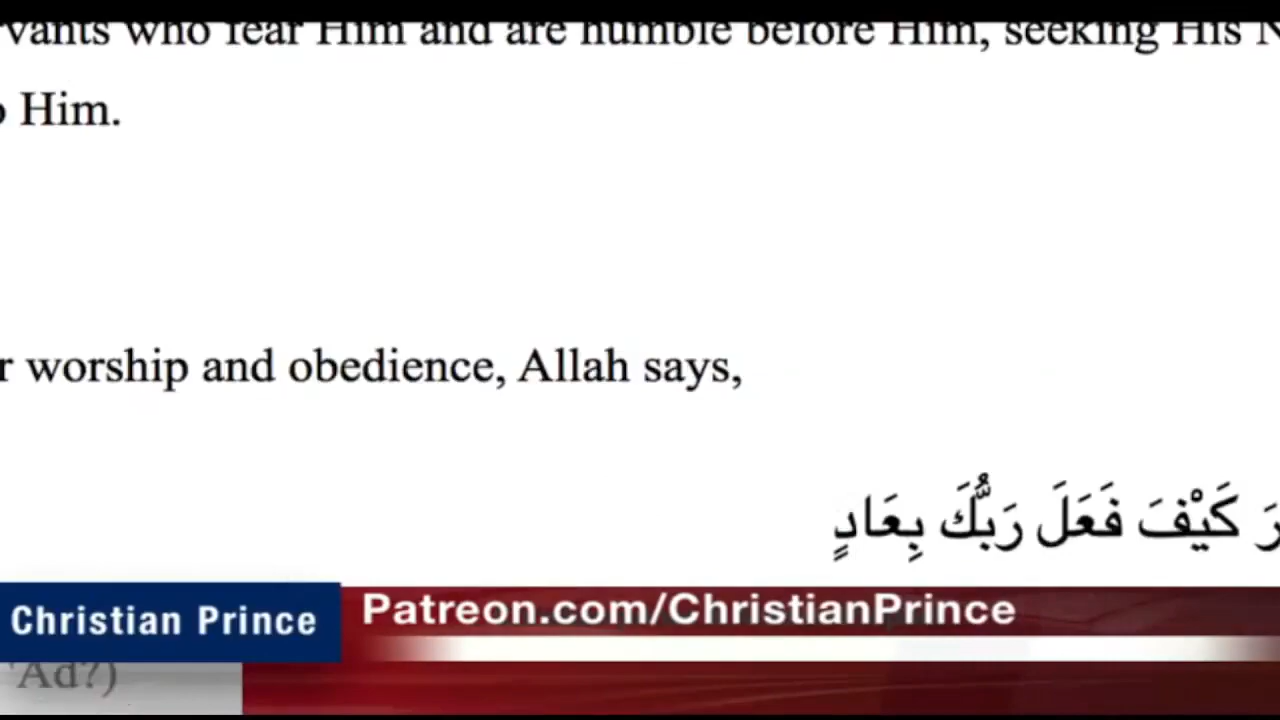 who fear Him and are humble before Him, seeking His
Him.
worship and obedience, Allah says,
كَيْفَ فَعَلَ رَبُّكَ بِعَادٍ
Christian Prince
Patreon.com/ChristianPrince
'Ad?)